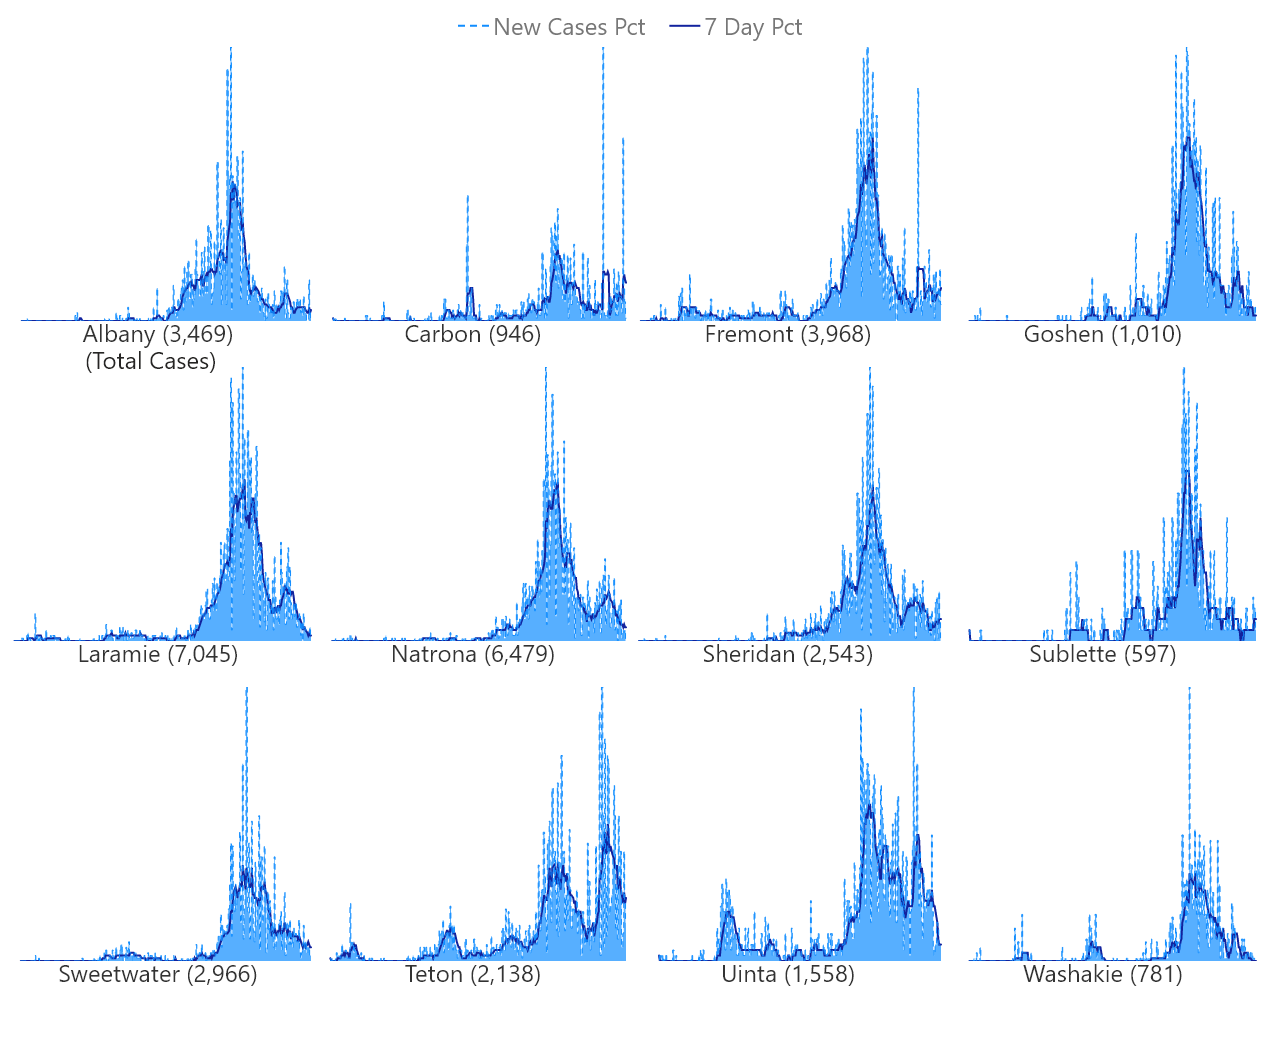 New Cases Pct 7 Day Pct
Albany (3,469) Carbon (946) Fremont (3,968) Goshen (1,010)
(Total Cases)
Laramie (7,045) Natrona (6,479) Sheridan (2,543) Sublette (597)
Sweetwater (2,966) Teton (2,138) Uinta (1,558) Washakie (781)